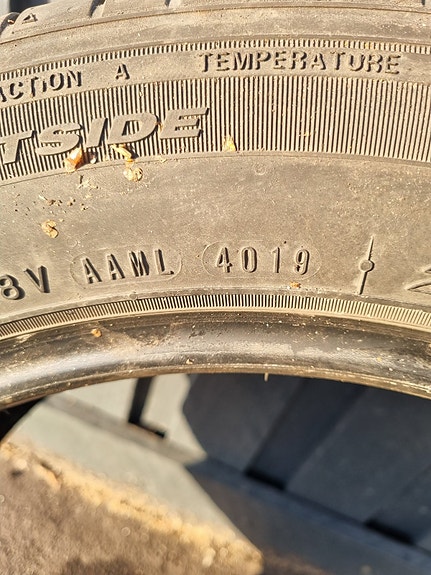 ACTION A TEMPERATURE
TSIDE
8V AAML 4019